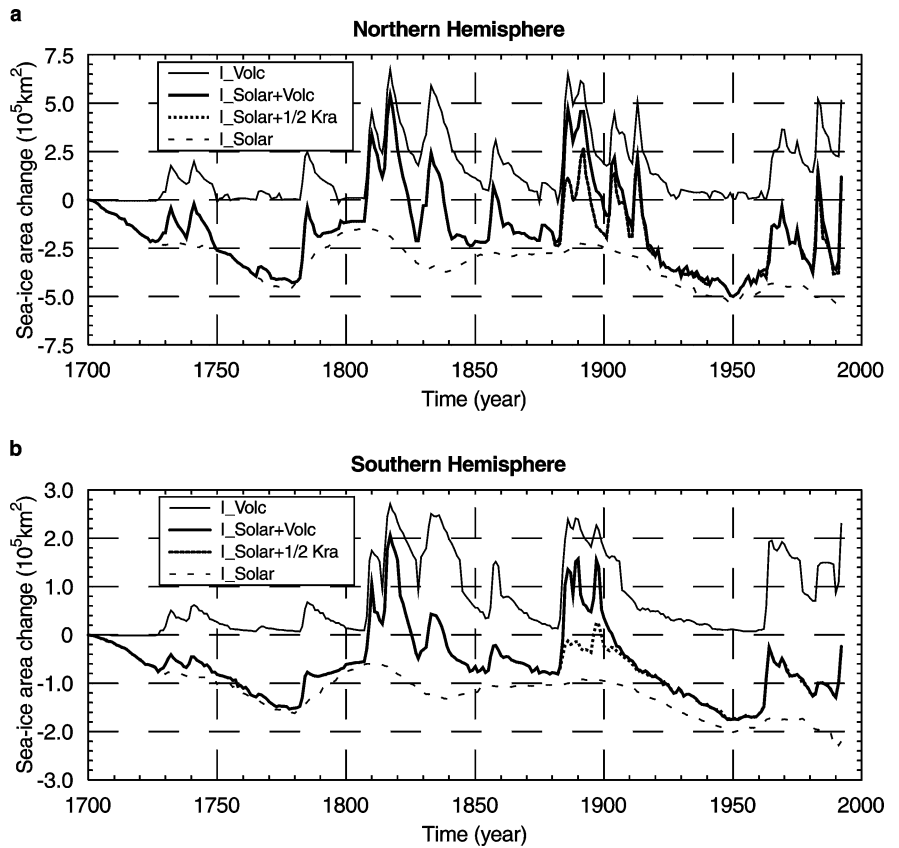 a
Northern Hemisphere
Sea-ice area change (10⁵km²)
7.5
5.0
2.5
0
-2.5
-5.0
-7.5
I_Volc
I_Solar+Volc
I_Solar+1/2 Kra
I_Solar
1700 1750 1800 1850 1900 1950 2000
Time (year)
b
Southern Hemisphere
Sea-ice area change (10⁵km²)
3.0
2.0
1.0
0
-1.0
-2.0
-3.0
I_Volc
I_Solar+Volc
I_Solar+1/2 Kra
I_Solar
1700 1750 1800 1850 1900 1950 2000
Time (year)